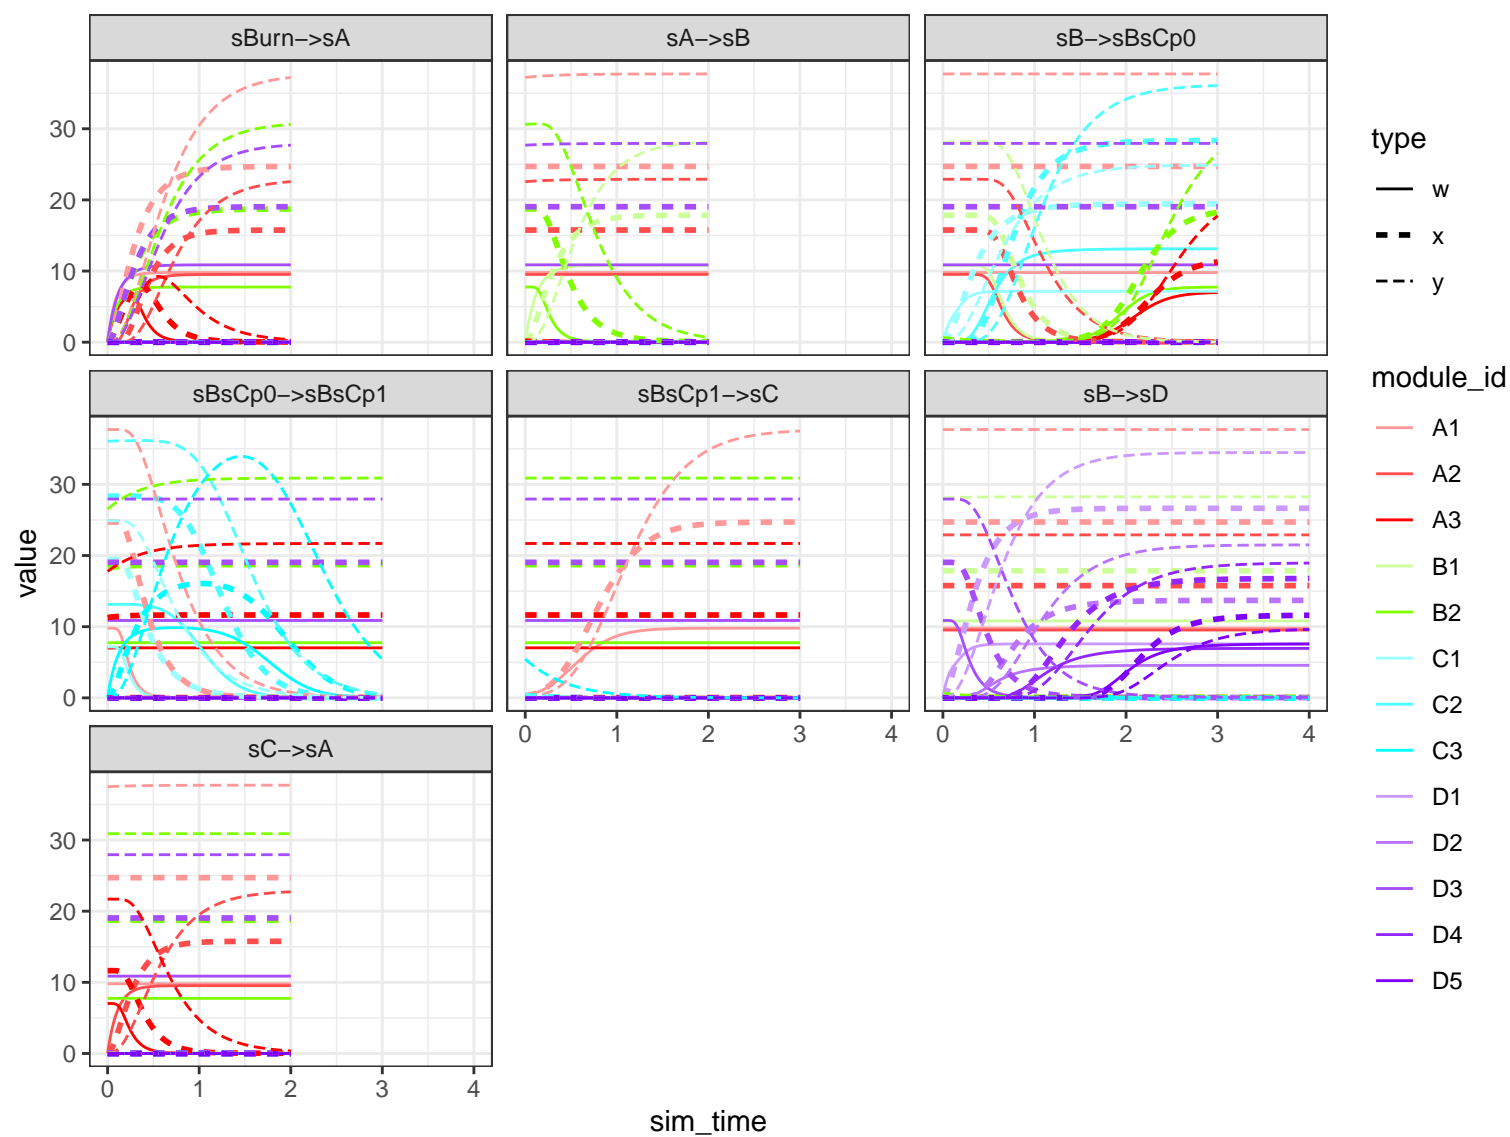 sBurn−>sA
sA−>sB
sB−>sBsCp0
0
10
20
30
sBsCp0−>sBsCp1
sBsCp1−>sC
sB−>sD
0
10
20
30
0
1
2
3
4
0
1
2
3
4
sC−>sA
0
10
20
30
0
1
2
3
4
sim_time
value
type
w
x
y
module_id
A1
A2
A3
B1
B2
C1
C2
C3
D1
D2
D3
D4
D5